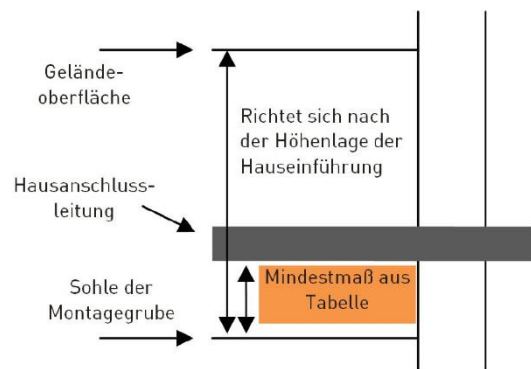 Gelände-
oberfläche
Richtet sich nach
der Höhenlage der
Hauseinführung
Hausanschluss-
leitung
Mindestmaß aus
Tabelle
Sohle der
Montagegrube